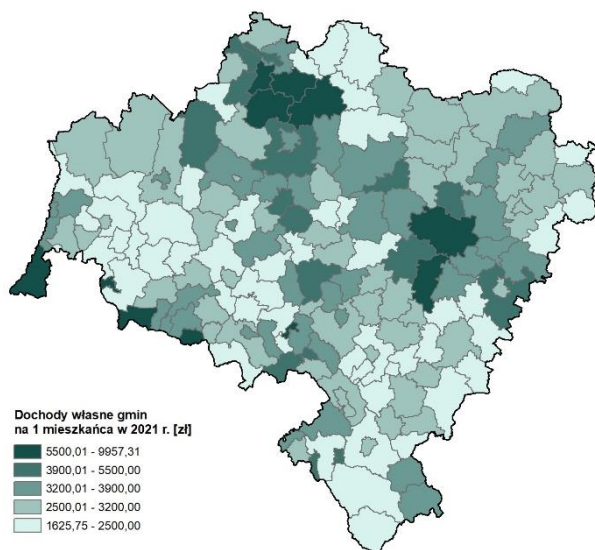 Dochody własne gmin
na 1 mieszkańca w 2021 r. [zł]
5500,01 - 9957,31
3900,01 - 5500,00
3200,01 - 3900,00
2500,01 - 3200,00
1625,75 - 2500,00